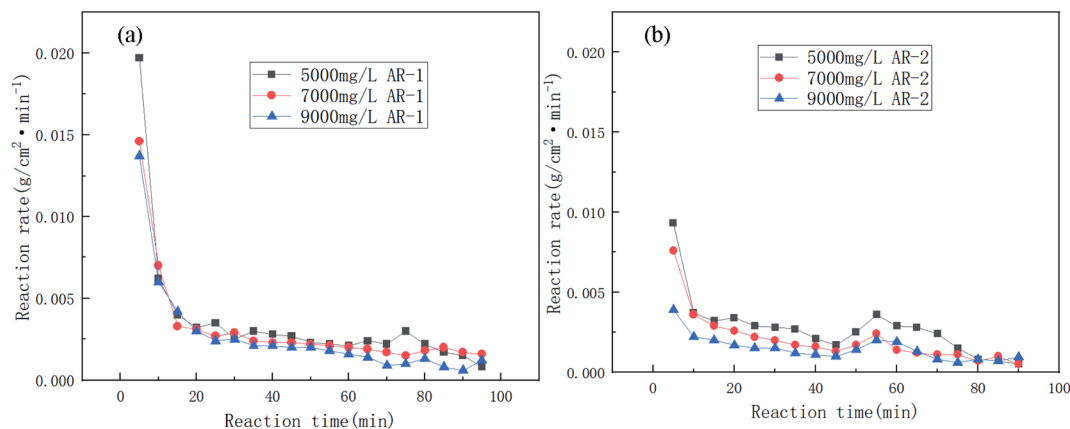 (a)
5000mg/L AR-1
7000mg/L AR-1
9000mg/L AR-1
Reaction rate(g/cm²·min⁻¹)
0.020
0.015
0.010
0.005
0.000
0 20 40 60 80 100
Reaction time(min)
(b)
5000mg/L AR-2
7000mg/L AR-2
9000mg/L AR-2
Reaction rate(g/cm²·min⁻¹)
0.020
0.015
0.010
0.005
0.000
0 20 40 60 80 100
Reaction time(min)